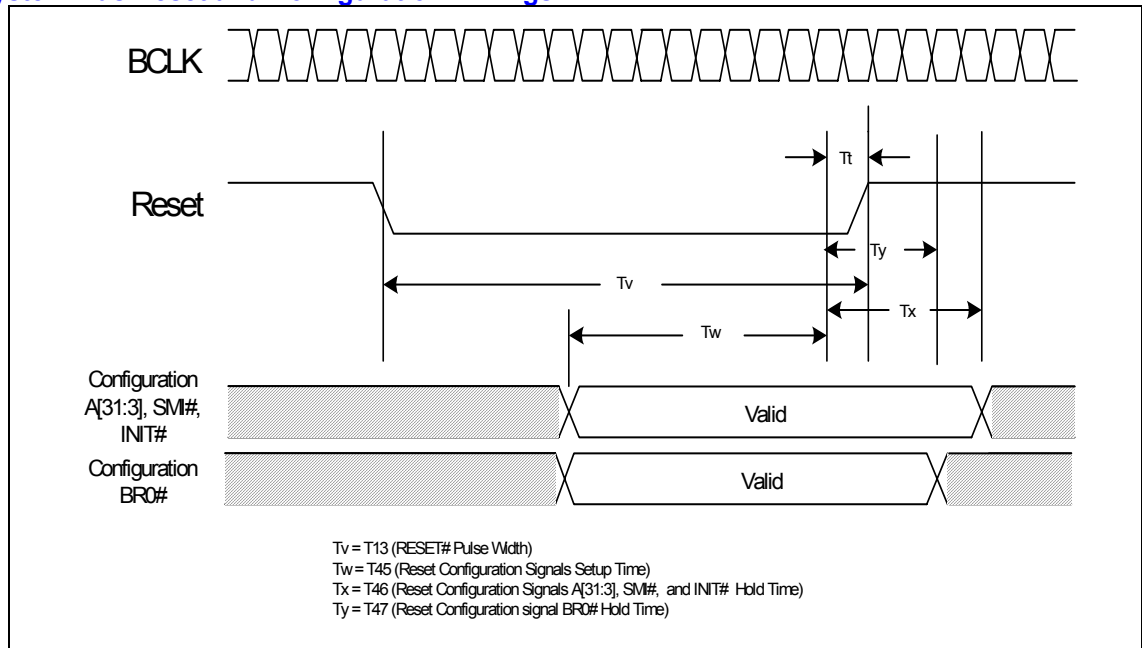 BCLK
Tt
Reset
Ty
Tv
Tx
Tw
Configuration
A[31:3], SMI#,
INIT#
Valid
Configuration
BR0#
Valid
Tv = T13 (RESET# Pulse Width)
Tw = T45 (Reset Configuration Signals Setup Time)
Tx = T46 (Reset Configuration Signals A[31:3], SMI#, and INIT# Hold Time)
Ty = T47 (Reset Configuration signal BR0# Hold Time)